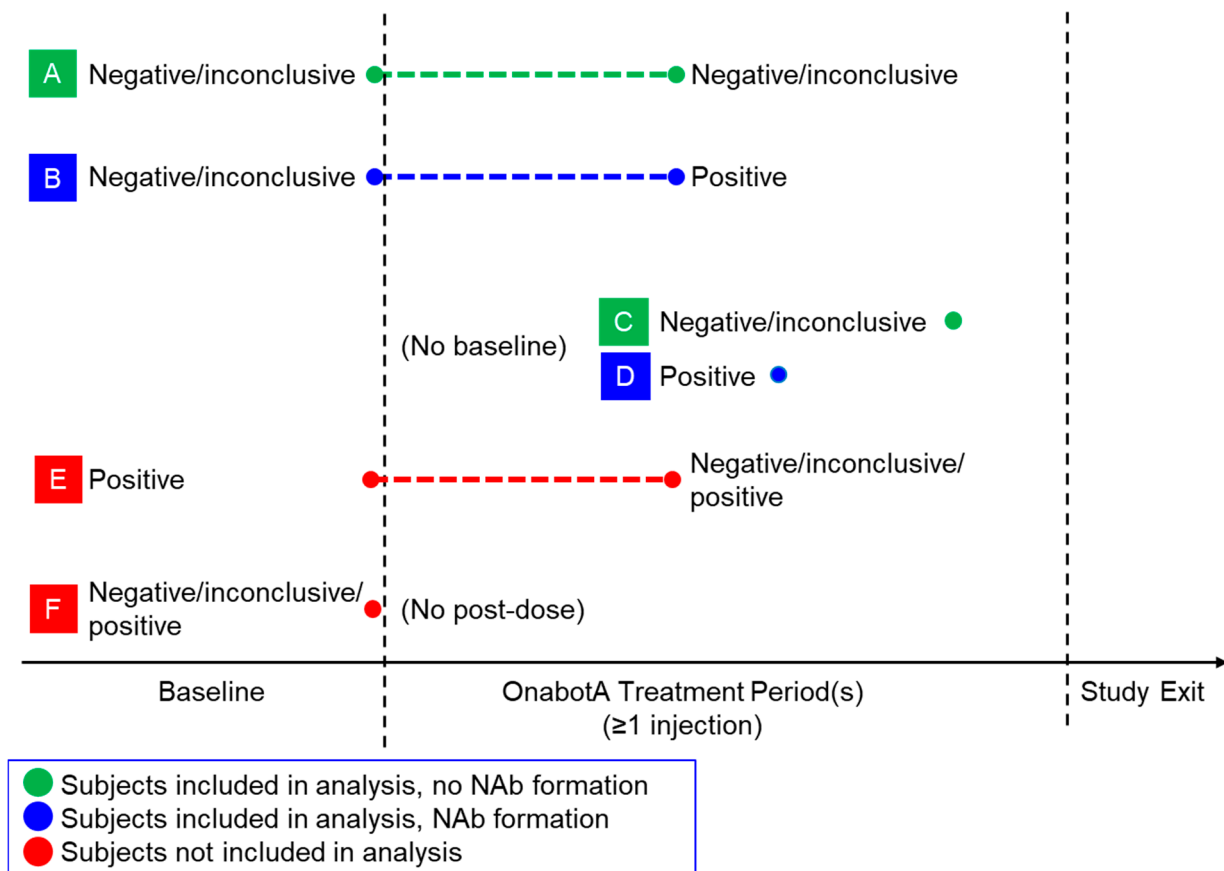 A Negative/inconclusive Negative/inconclusive
B Negative/inconclusive Positive
C Negative/inconclusive
(No baseline)
D Positive
E Positive Negative/inconclusive/
positive
F Negative/inconclusive/
positive
(No post-dose)
Baseline OnabotA Treatment Period(s) Study Exit
(≥1 injection)
Subjects included in analysis, no NAb formation
Subjects included in analysis, NAb formation
Subjects not included in analysis